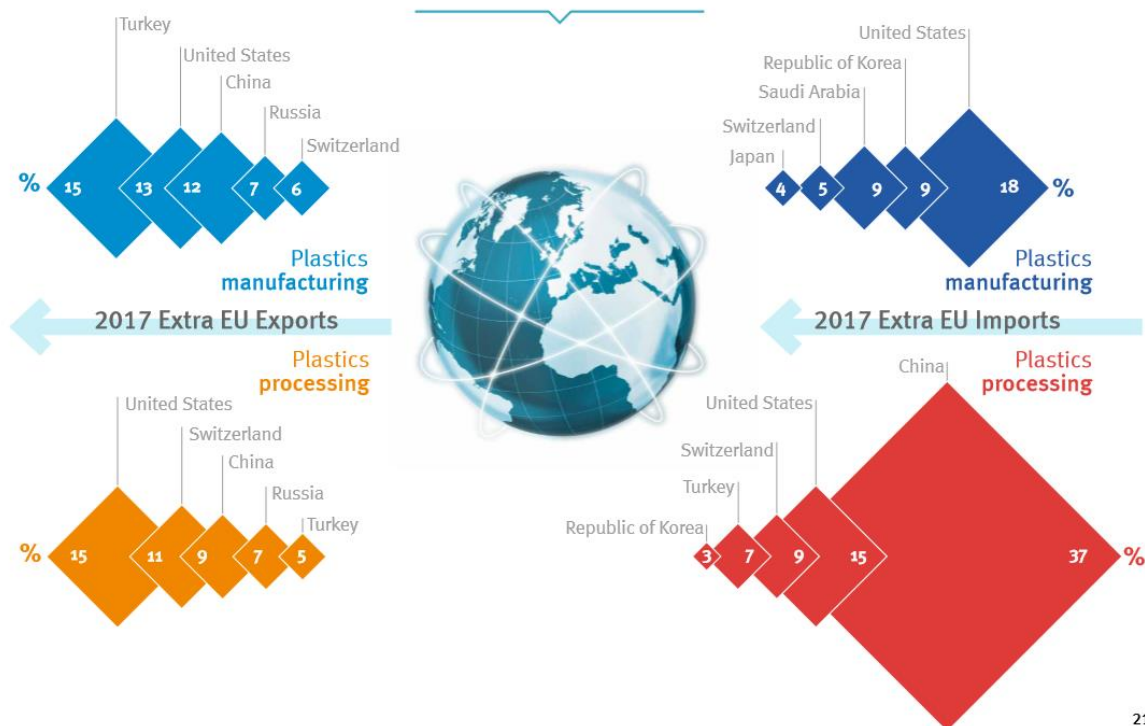 Turkey
United States
China
Russia
Switzerland
% 15 13 12 7 6
Plastics
manufacturing
2017 Extra EU Exports
Plastics
processing
United States
Switzerland
China
Russia
Turkey
% 15 11 9 7 5
United States
Republic of Korea
Saudi Arabia
Switzerland
Japan
4 5 9 9 18 %
Plastics
manufacturing
2017 Extra EU Imports
Plastics
processing
China
United States
Switzerland
Turkey
Republic of Korea
3 7 9 15 37 %